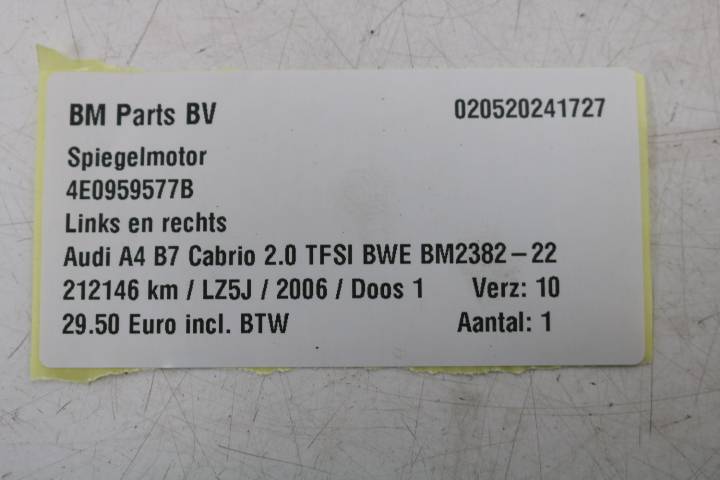 BM Parts BV 020520241727
Spiegelmotor
4E0959577B
Links en rechts
Audi A4 B7 Cabrio 2.0 TFSI BWE BM2382-22
212146 km / LZ5J / 2006 / Doos 1 Verz: 10
29.50 Euro incl. BTW Aantal: 1